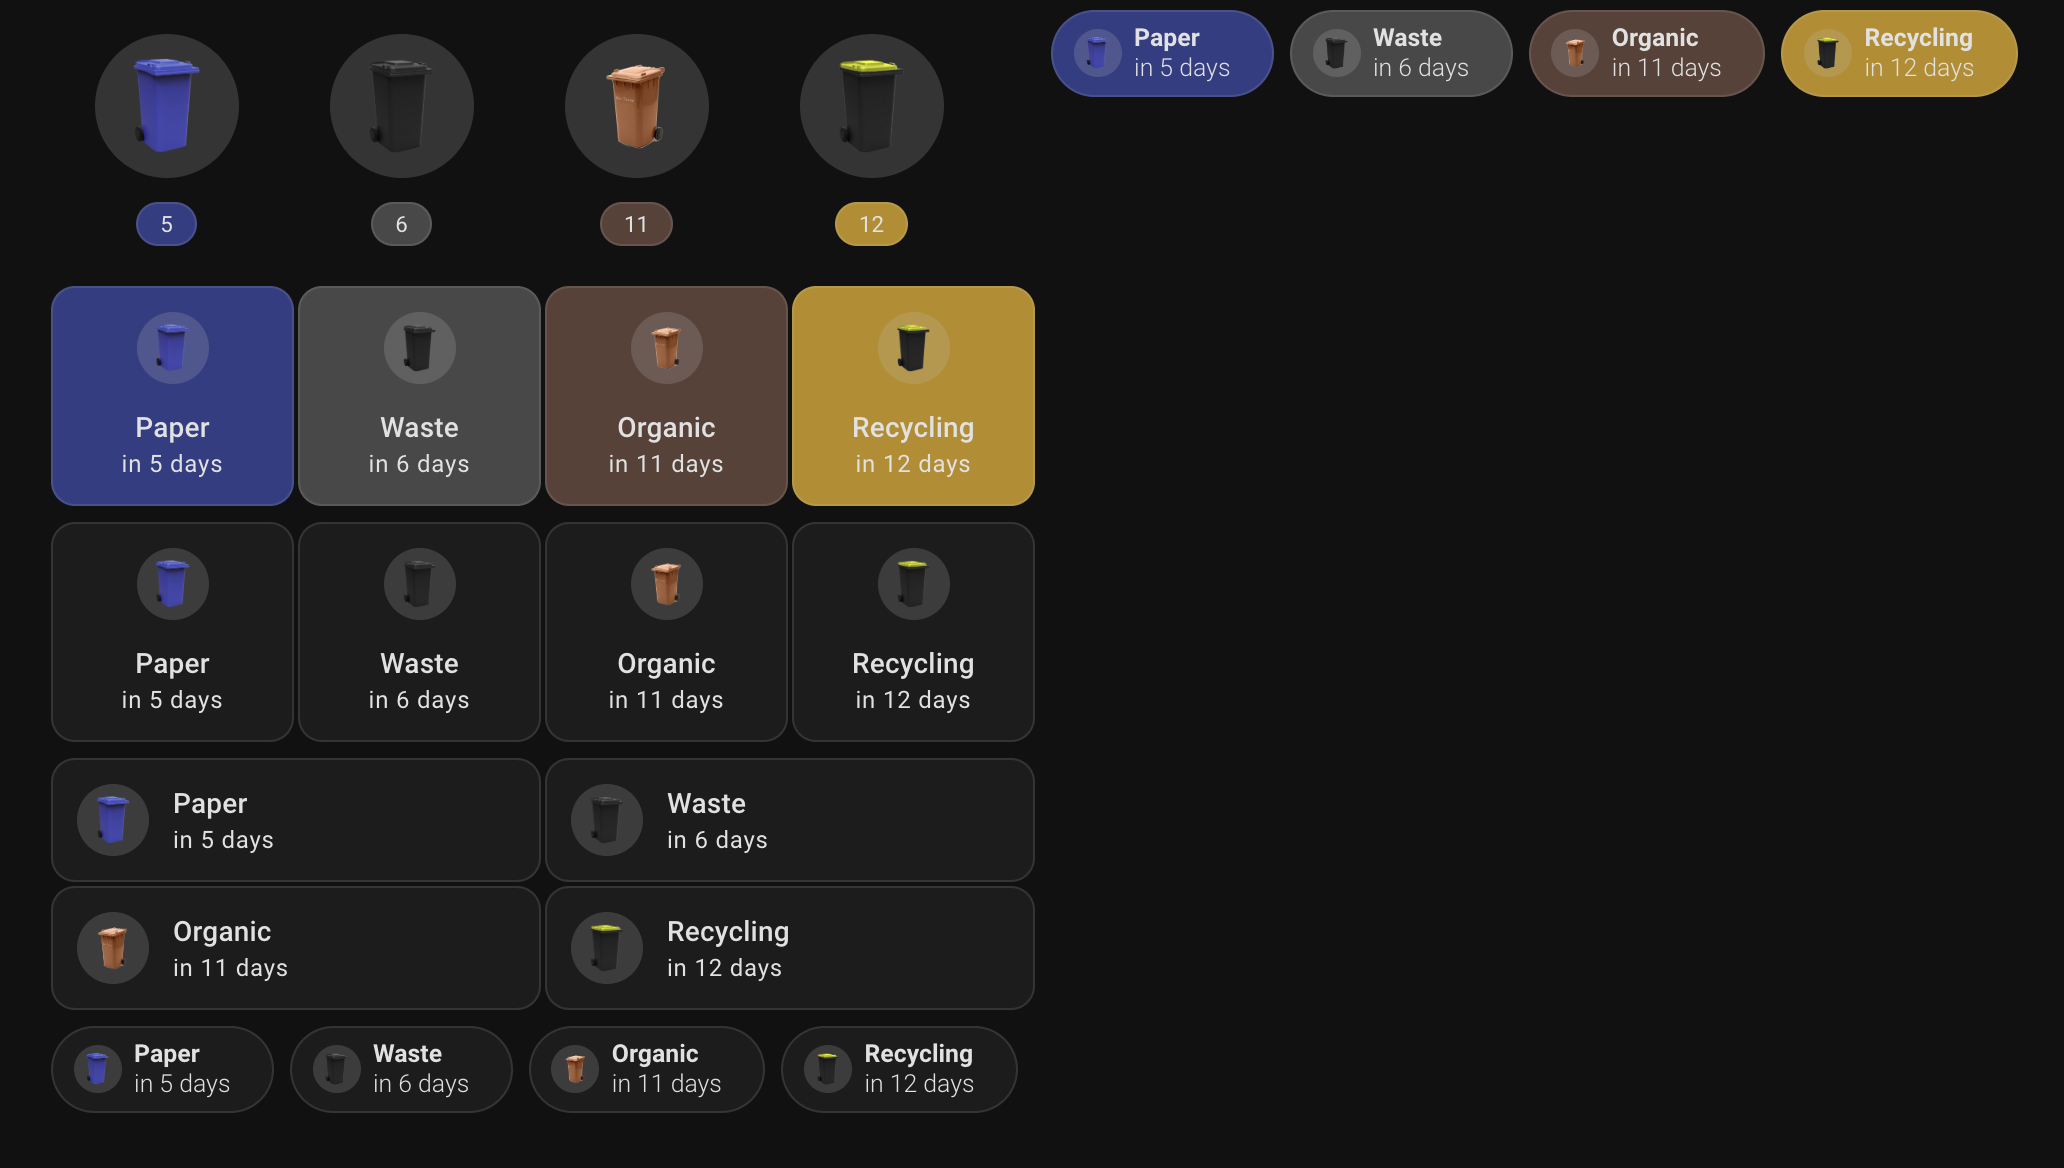 5
6
11
12
Paper
in 5 days
Waste
in 6 days
Organic
in 11 days
Recycling
in 12 days
Paper
in 5 days
Waste
in 6 days
Organic
in 11 days
Recycling
in 12 days
Paper
in 5 days
Waste
in 6 days
Organic
in 11 days
Recycling
in 12 days
Paper
in 5 days
Waste
in 6 days
Organic
in 11 days
Recycling
in 12 days
Paper
in 5 days
Waste
in 6 days
Organic
in 11 days
Recycling
in 12 days